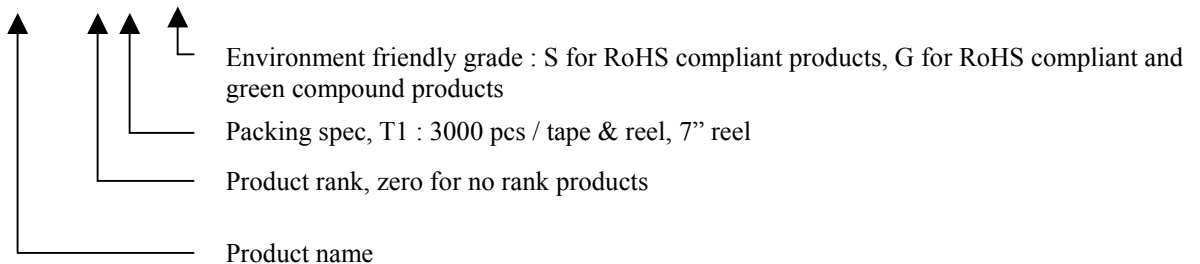 Environment friendly grade : S for RoHS compliant products, G for RoHS compliant and
green compound products
Packing spec, T1 : 3000 pcs / tape & reel, 7” reel
Product rank, zero for no rank products
Product name